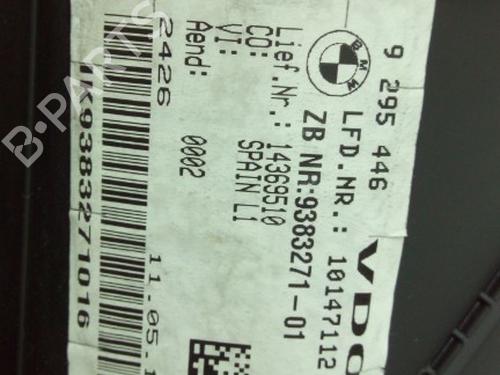 BMW
9 295 446
VDO
LFD.NR.: 10147112
ZB NR:9383271-01
Lief.Nr.: 14369510
CO: SPAIN L1
VI:
Aend: 0002
2426
11.05.1
K9383271016
B-PARTS